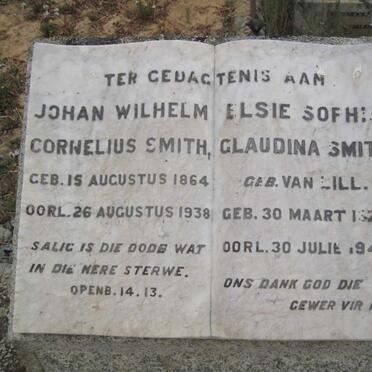 TER GEDAGTENIS AAN
JOHAN WILHELM
CORNELIUS SMITH,
GEB. 15 AUGUSTUS 1864
OORL. 26 AUGUSTUS 1938
SALIG IS DIE DODE WAT
IN DIE HERE STERWE.
OPENB. 14. 13.
ELSIE
CLAUDINA
GEB. VAN ZILL.
GEB. 30 MAART
OORL. 30 JULIE
ONS DANK GOD DIE
GEWER VIR